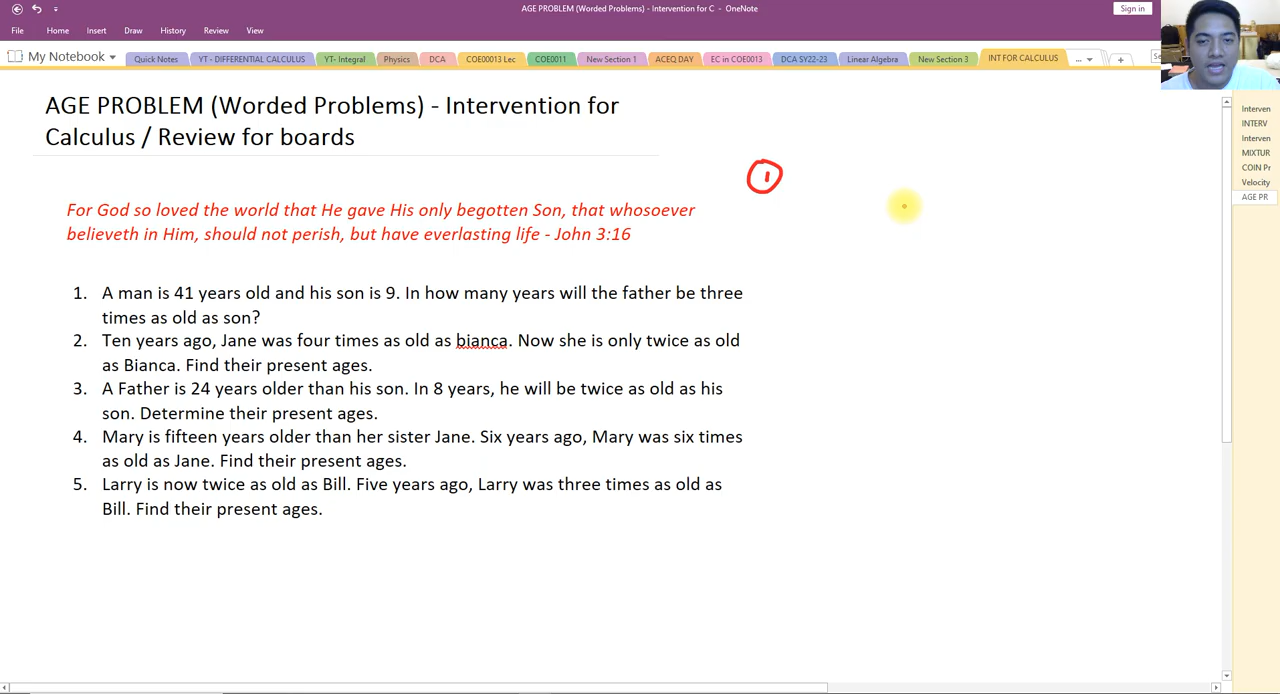 AGE PROBLEM (Worded Problems) - Intervention for C - OneNote
Sign in
File Home Insert Draw History Review View
My Notebook
Quick Notes
YT - DIFFERENTIAL CALCULUS
YT- Integral
Physics
DCA
COE00013 Lec
COE0011
New Section 1
ACEQ DAY
EC in COE0013
DCA SY22-23
Linear Algebra
New Section 3
INT FOR CALCULUS
...
AGE PROBLEM (Worded Problems) - Intervention for
Calculus / Review for boards
1
For God so loved the world that He gave His only begotten Son, that whosoever
believeth in Him, should not perish, but have everlasting life - John 3:16
1. A man is 41 years old and his son is 9. In how many years will the father be three
times as old as son?
2. Ten years ago, Jane was four times as old as bianca. Now she is only twice as old
as Bianca. Find their present ages.
3. A Father is 24 years older than his son. In 8 years, he will be twice as old as his
son. Determine their present ages.
4. Mary is fifteen years older than her sister Jane. Six years ago, Mary was six times
as old as Jane. Find their present ages.
5. Larry is now twice as old as Bill. Five years ago, Larry was three times as old as
Bill. Find their present ages.
Interven
INTERV
Interven
MIXTUR
COIN Pr
Velocity
AGE PR